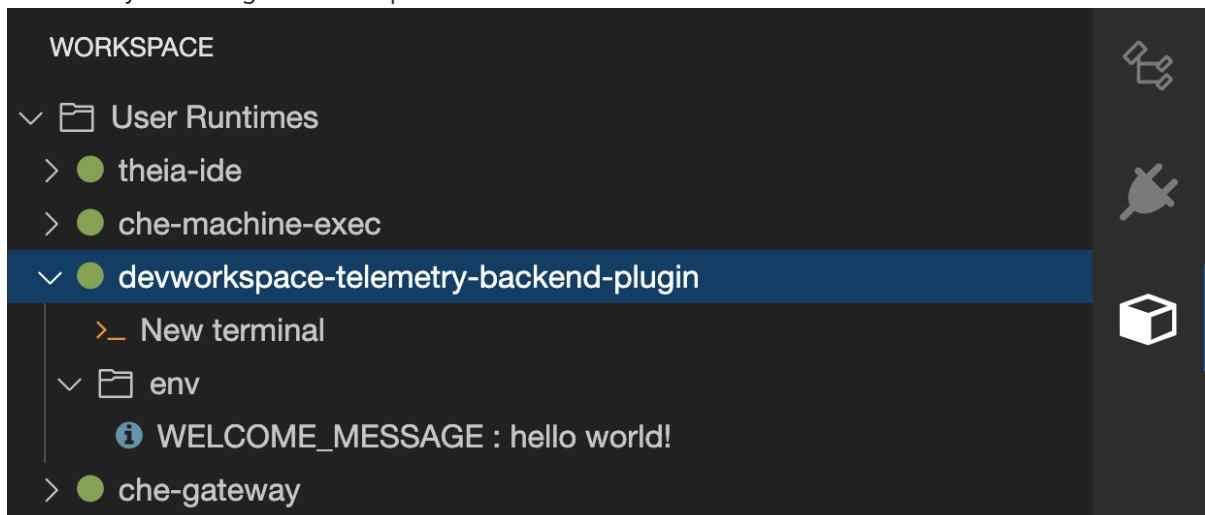 WORKSPACE
User Runtimes
theia-ide
che-machine-exec
devworkspace-telemetry-backend-plugin
New terminal
env
WELCOME_MESSAGE : hello world!
che-gateway